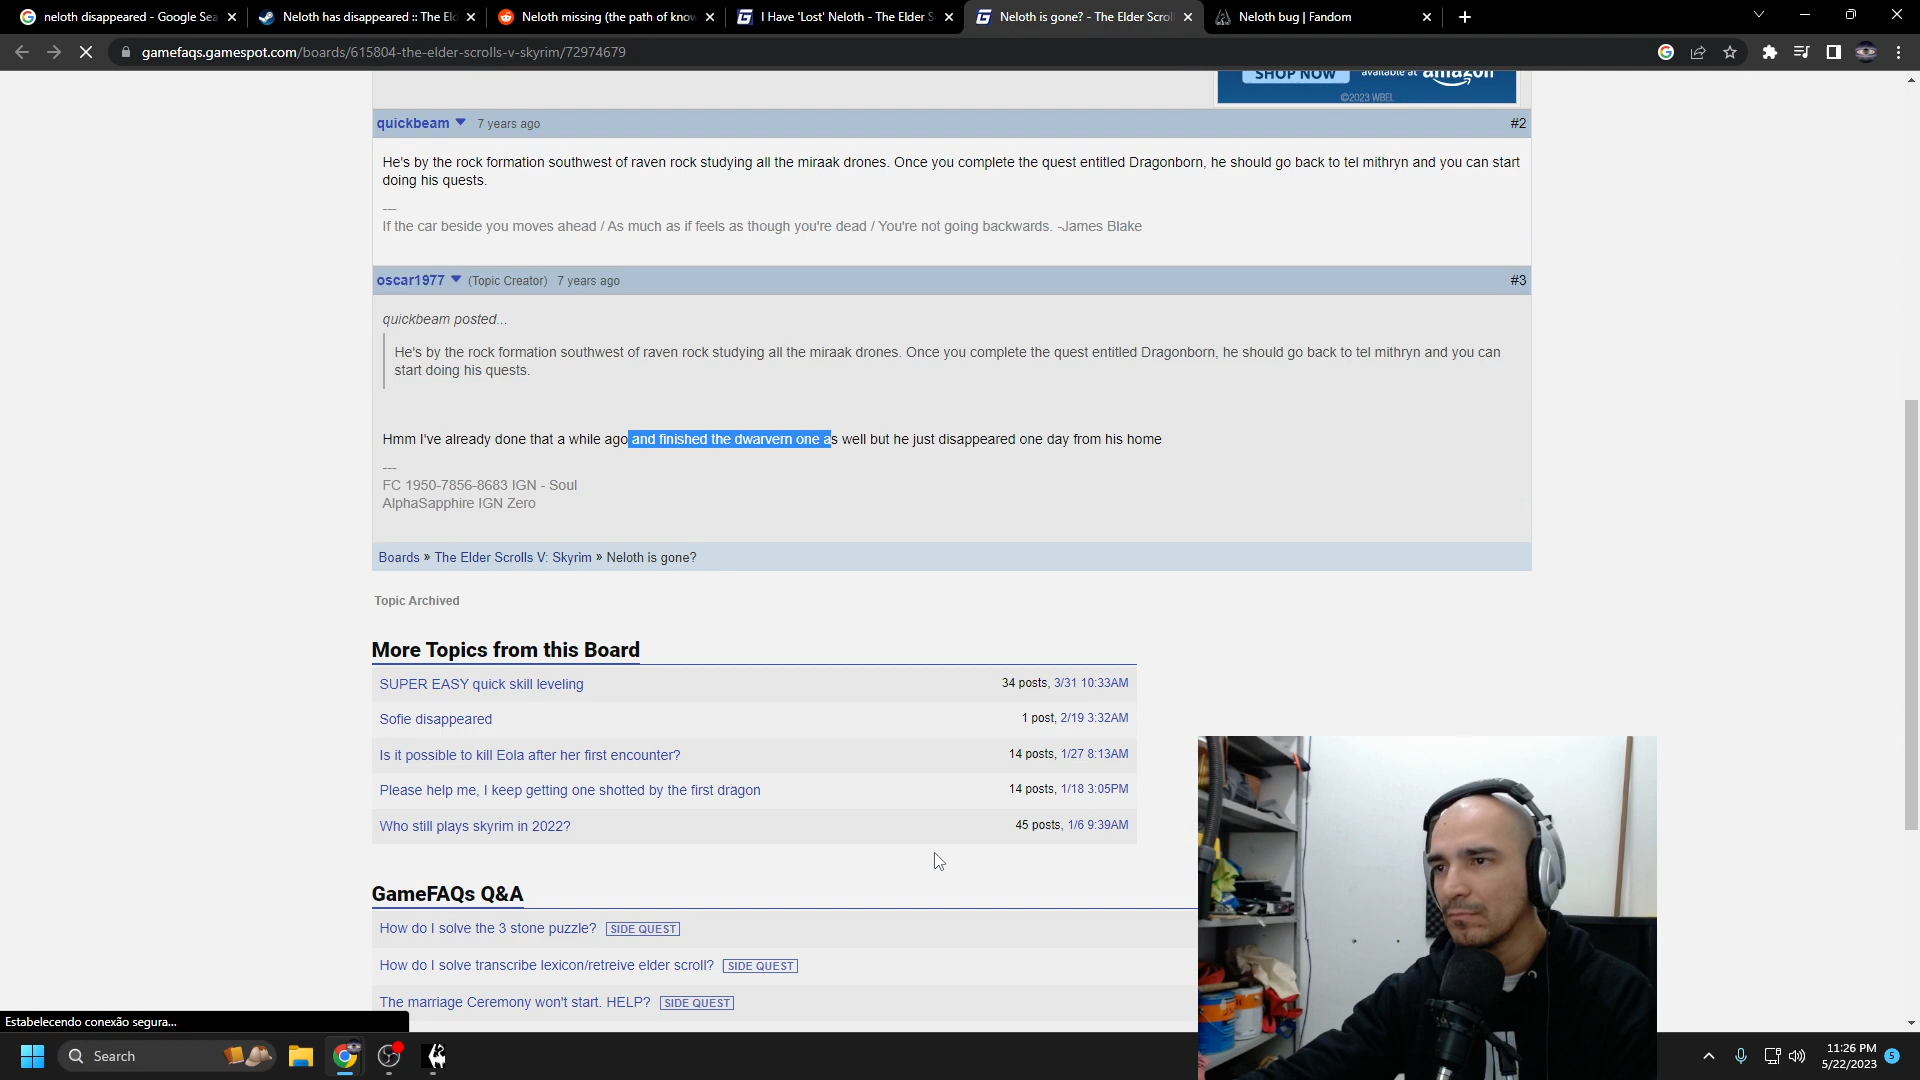 neloth disappeared - Google Sea
Neloth has disappeared :: The Eld
Neloth missing (the path of know
I Have 'Lost' Neloth - The Elder S
Neloth is gone? - The Elder Scrol
Neloth bug | Fandom
gamefaqs.gamespot.com/boards/615804-the-elder-scrolls-v-skyrim/72974679
SHOP NOW available at amazon
©2023 WBEI.
quickbeam 7 years ago #2
He's by the rock formation southwest of raven rock studying all the miraak drones. Once you complete the quest entitled Dragonborn, he should go back to tel mithryn and you can start
doing his quests.
---
If the car beside you moves ahead / As much as if feels as though you're dead / You're not going backwards. -James Blake
oscar1977 (Topic Creator) 7 years ago #3
quickbeam posted...
He's by the rock formation southwest of raven rock studying all the miraak drones. Once you complete the quest entitled Dragonborn, he should go back to tel mithryn and you can
start doing his quests.
Hmm I've already done that a while ago and finished the dwarvern one as well but he just disappeared one day from his home
---
FC 1950-7856-8683 IGN - Soul
AlphaSapphire IGN Zero
Boards » The Elder Scrolls V: Skyrim » Neloth is gone?
Topic Archived
More Topics from this Board
SUPER EASY quick skill leveling 34 posts, 3/31 10:33AM
Sofie disappeared 1 post, 2/19 3:32AM
Is it possible to kill Eola after her first encounter? 14 posts, 1/27 8:13AM
Please help me, I keep getting one shotted by the first dragon 14 posts, 1/18 3:05PM
Who still plays skyrim in 2022? 45 posts, 1/6 9:39AM
GameFAQs Q&A
How do I solve the 3 stone puzzle? SIDE QUEST
How do I solve transcribe lexicon/retreive elder scroll? SIDE QUEST
The marriage Ceremony won't start. HELP? SIDE QUEST
Estabelecendo conexão segura...
Search
11:26 PM
5/22/2023
5